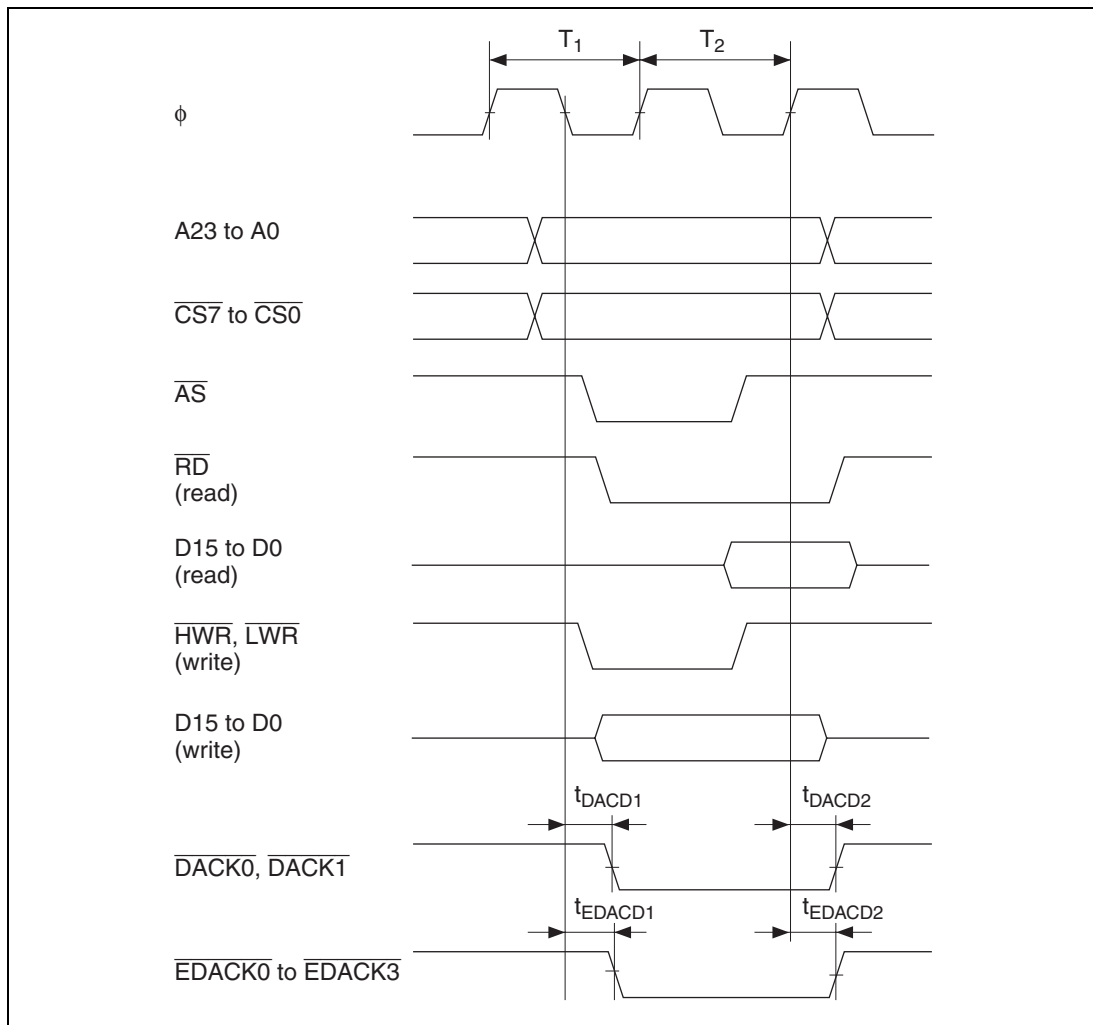 T1 T2
ϕ
A23 to A0
CS7 to CS0
AS
RD
(read)
D15 to D0
(read)
HWR, LWR
(write)
D15 to D0
(write)
tDACD1 tDACD2
DACK0, DACK1
tEDACD1 tEDACD2
EDACK0 to EDACK3